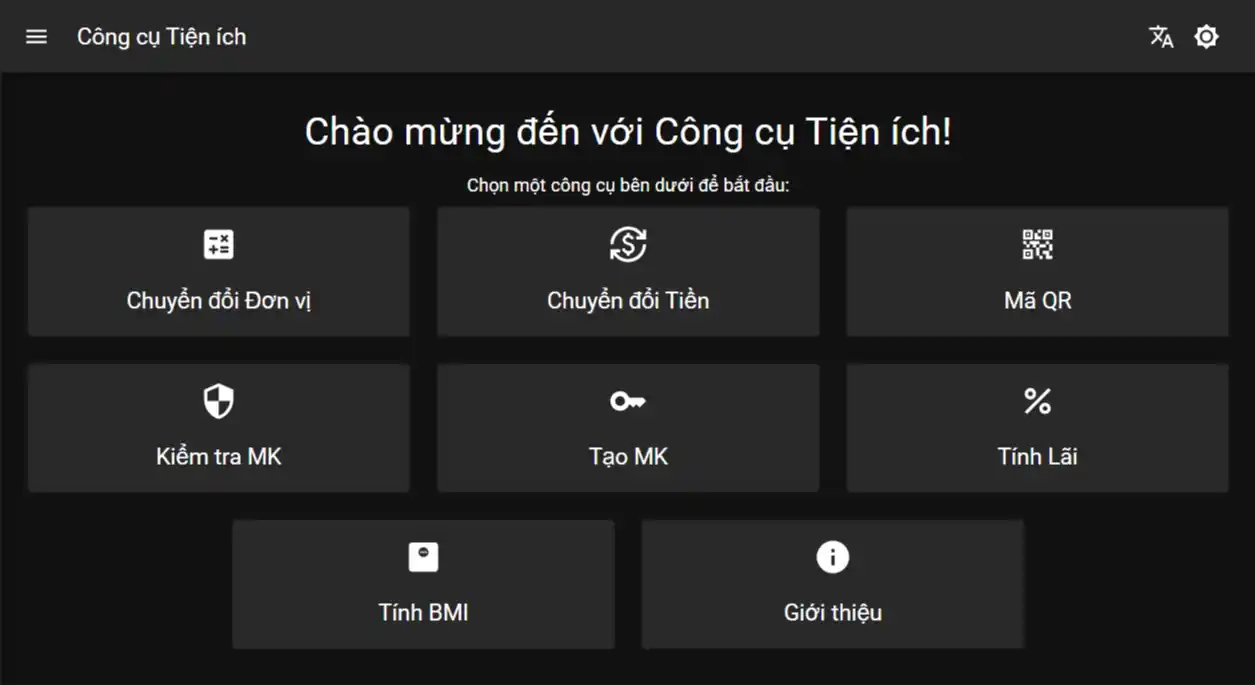 Công cụ Tiện ích
Chào mừng đến với Công cụ Tiện ích!
Chọn một công cụ bên dưới để bắt đầu:
Chuyển đổi Đơn vị
Chuyển đổi Tiền
Mã QR
Kiểm tra MK
Tạo MK
Tính Lãi
Tính BMI
Giới thiệu